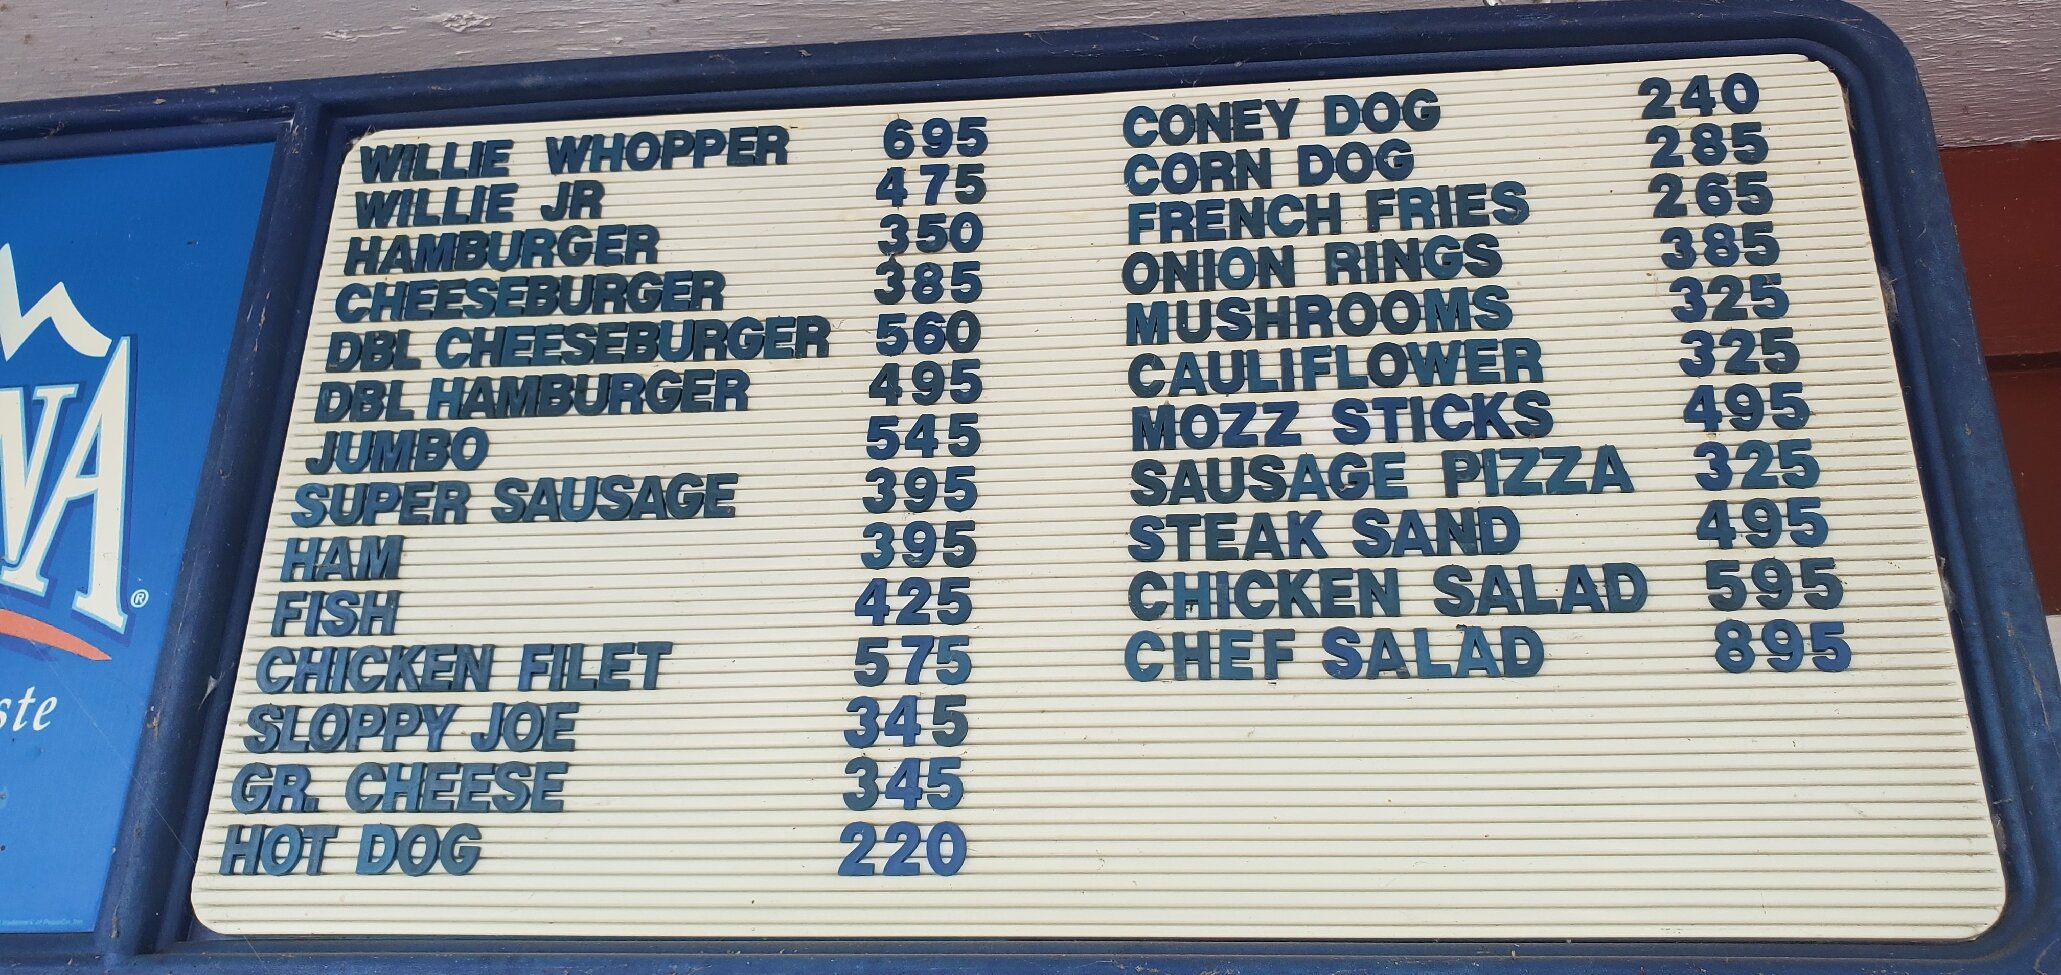 WILLIE WHOPPER 695
WILLIE JR 475
HAMBURGER 350
CHEESEBURGER 385
DBL CHEESEBURGER 560
DBL HAMBURGER 495
JUMBO 545
SUPER SAUSAGE 395
HAM 395
FISH 425
CHICKEN FILET 575
SLOPPY JOE 345
GR. CHEESE 345
HOT DOG 220
CONEY DOG 240
CORN DOG 285
FRENCH FRIES 265
ONION RINGS 385
MUSHROOMS 325
CAULIFLOWER 325
MOZZ STICKS 495
SAUSAGE PIZZA 325
STEAK SAND 495
CHICKEN SALAD 595
CHEF SALAD 895